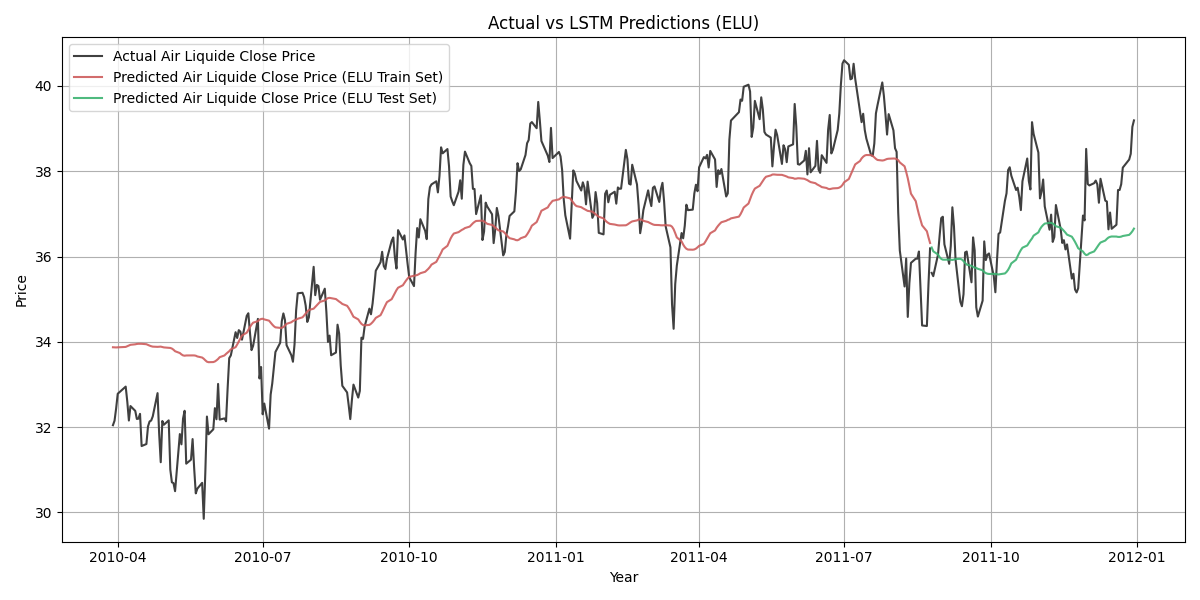 Actual vs LSTM Predictions (ELU)
Actual Air Liquide Close Price
Predicted Air Liquide Close Price (ELU Train Set)
Predicted Air Liquide Close Price (ELU Test Set)
40
38
36
34
32
30
Price
2010-04 2010-07 2010-10 2011-01 2011-04 2011-07 2011-10 2012-01
Year